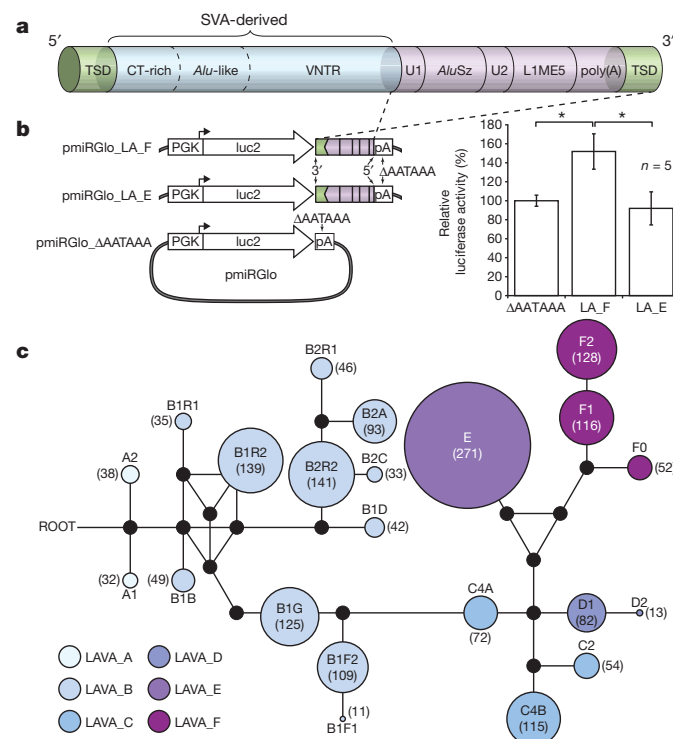 a
SVA-derived
5′
3′
TSD
CT-rich
Alu-like
VNTR
U1
AluSz
U2
L1ME5
poly(A)
TSD
b
pmiRGlo_LA_F
PGK
luc2
pA
3′
5′
ΔAATAAA
pmiRGlo_LA_E
PGK
luc2
pA
ΔAATAAA
pmiRGlo_ΔAATAAA
PGK
luc2
pA
pmiRGlo
Relative
luciferase activity (%)
180
160
140
120
100
80
60
40
20
0
*
*
n = 5
ΔAATAAA
LA_F
LA_E
c
ROOT
A2
(38)
(32)
A1
B1R1
(35)
(49)
B1B
B1R2
(139)
B2R1
(46)
B2A
(93)
B2R2
(141)
B2C
(33)
B1D
(42)
B1G
(125)
B1F2
(109)
(11)
B1F1
E
(271)
F2
(128)
F1
(116)
F0
(52)
C4A
(72)
D1
(82)
D2
(13)
C2
(54)
C4B
(115)
LAVA_A
LAVA_B
LAVA_C
LAVA_D
LAVA_E
LAVA_F